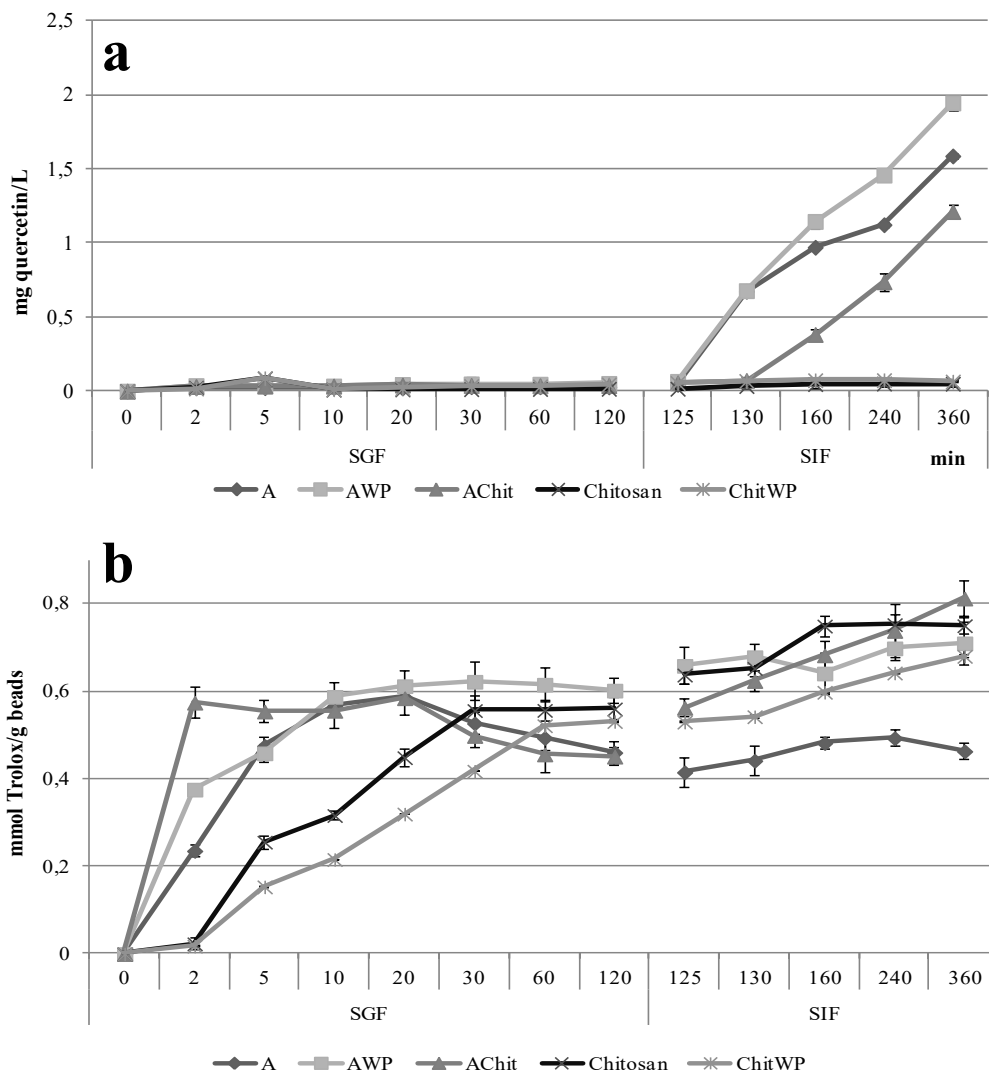 a
mg quercetin/L
2,5
2
1,5
1
0,5
0
0 2 5 10 20 30 60 120 125 130 160 240 360
SGF SIF min
A AWP AChit Chitosan ChitWP
b
mmol Trolox/g beads
0,8
0,6
0,4
0,2
0
0 2 5 10 20 30 60 120 125 130 160 240 360
SGF SIF
A AWP AChit Chitosan ChitWP